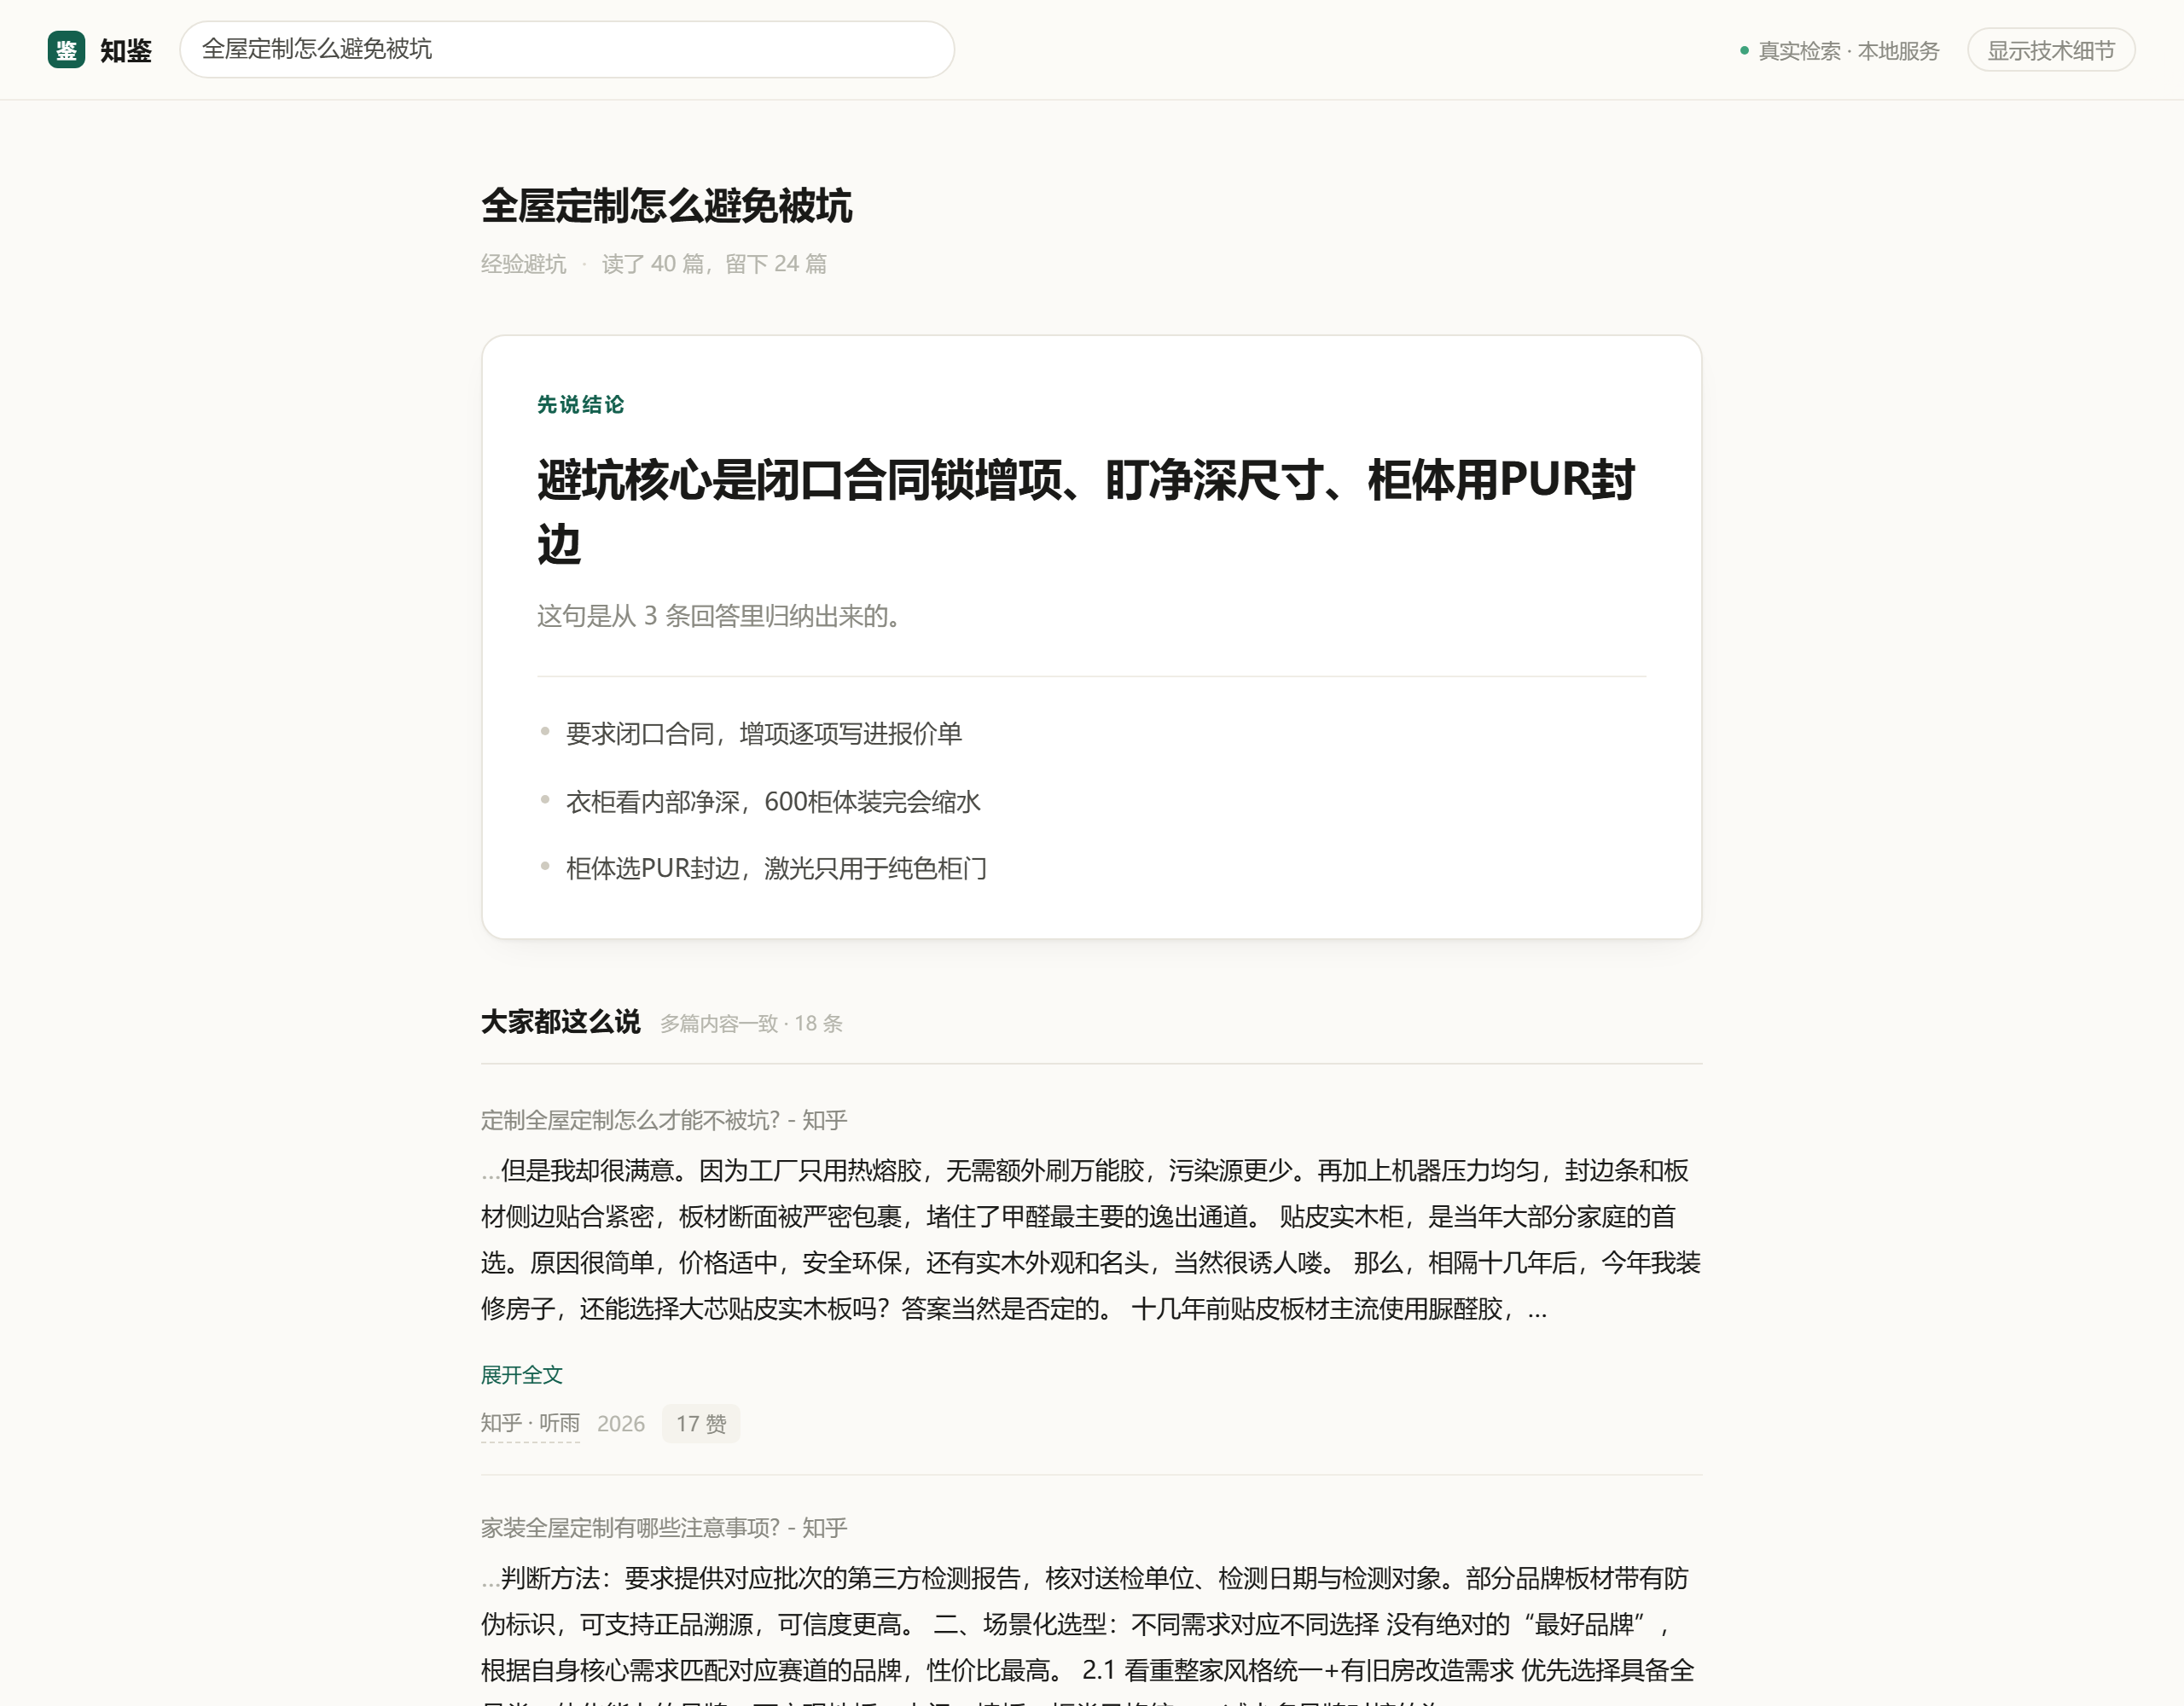 鉴 知鉴
全屋定制怎么避免被坑
真实检索 · 本地服务
显示技术细节
全屋定制怎么避免被坑
经验避坑 · 读了 40 篇，留下 24 篇
先说结论
避坑核心是闭口合同锁增项、盯净深尺寸、柜体用PUR封
边
这句是从 3 条回答里归纳出来的。
要求闭口合同，增项逐项写进报价单
衣柜看内部净深，600柜体装完会缩水
柜体选PUR封边，激光只用于纯色柜门
大家都这么说 多篇内容一致 · 18 条
定制全屋定制怎么才能不被坑? - 知乎
…但是我却很满意。因为工厂只用热熔胶，无需额外刷万能胶，污染源更少。再加上机器压力均匀，封边条和板
材侧边贴合紧密，板材断面被严密包裹，堵住了甲醛最主要的逸出通道。 贴皮实木柜，是当年大部分家庭的首
选。原因很简单，价格适中，安全环保，还有实木外观和名头，当然很诱人喽。 那么，相隔十几年后，今年我装
修房子，还能选择大芯贴皮实木板吗？答案当然是否定的。 十几年前贴皮板材主流使用脲醛胶，…
展开全文
知乎 · 听雨 2026 17 赞
家装全屋定制有哪些注意事项? - 知乎
…判断方法：要求提供对应批次的第三方检测报告，核对送检单位、检测日期与检测对象。部分品牌板材带有防
伪标识，可支持正品溯源，可信度更高。 二、场景化选型：不同需求对应不同选择 没有绝对的“最好品牌”，
根据自身核心需求匹配对应赛道的品牌，性价比最高。 2.1 看重整家风格统一+有旧房改造需求 优先选择具备全